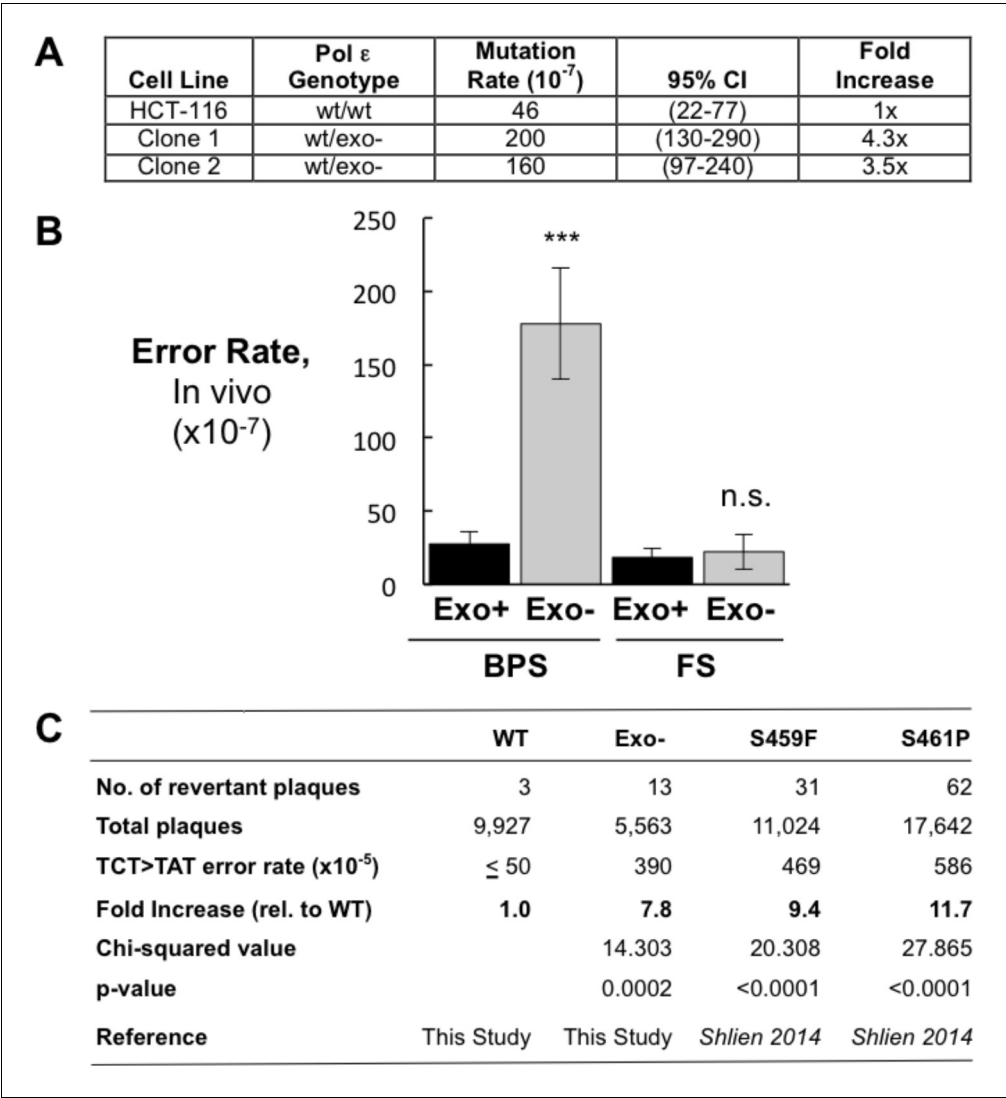 A
Cell Line Pol ε Genotype Mutation Rate (10-7) 95% CI Fold Increase
HCT-116 wt/wt 46 (22-77) 1x
Clone 1 wt/exo- 200 (130-290) 4.3x
Clone 2 wt/exo- 160 (97-240) 3.5x
B
Error Rate,
In vivo
(x10-7)
250
200
150
100
50
0
***
n.s.
Exo+ Exo- Exo+ Exo-
BPS FS
C
WT Exo- S459F S461P
No. of revertant plaques 3 13 31 62
Total plaques 9,927 5,563 11,024 17,642
TCT>TAT error rate (x10-5) ≤ 50 390 469 586
Fold Increase (rel. to WT) 1.0 7.8 9.4 11.7
Chi-squared value 14.303 20.308 27.865
p-value 0.0002 <0.0001 <0.0001
Reference This Study This Study Shlien 2014 Shlien 2014